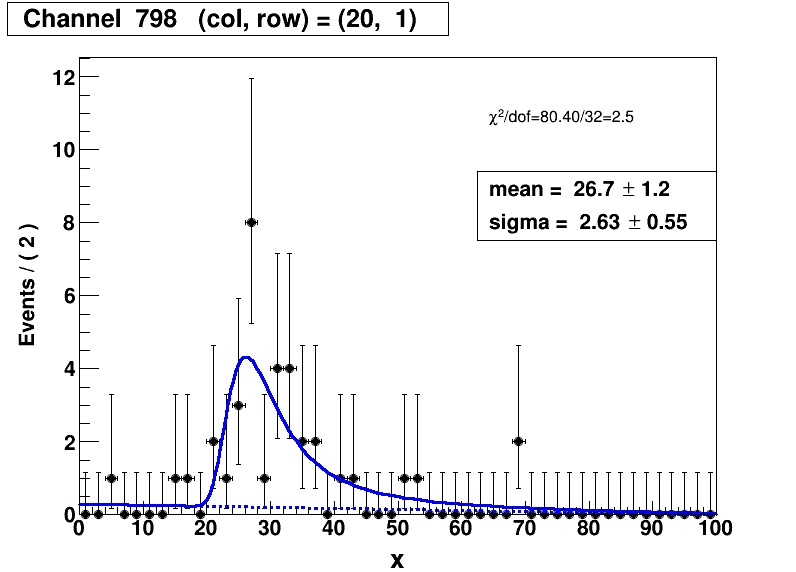 Channel 798 (col, row) = (20, 1)
χ²/dof=80.40/32=2.5
mean = 26.7 ± 1.2
sigma = 2.63 ± 0.55
Events / ( 2 )
12
10
8
6
4
2
0
0 10 20 30 40 50 60 70 80 90 100
x